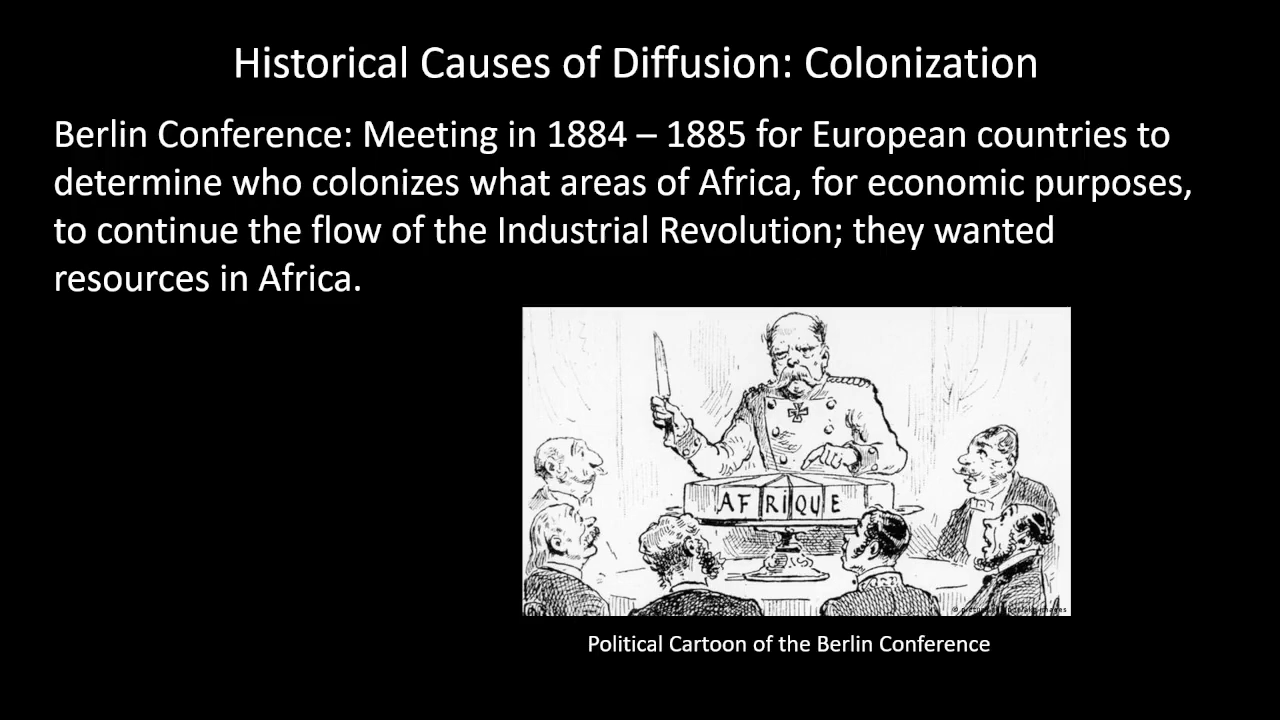 Historical Causes of Diffusion: Colonization
Berlin Conference: Meeting in 1884 – 1885 for European countries to
determine who colonizes what areas of Africa, for economic purposes,
to continue the flow of the Industrial Revolution; they wanted
resources in Africa.
AFRIQUE
Political Cartoon of the Berlin Conference